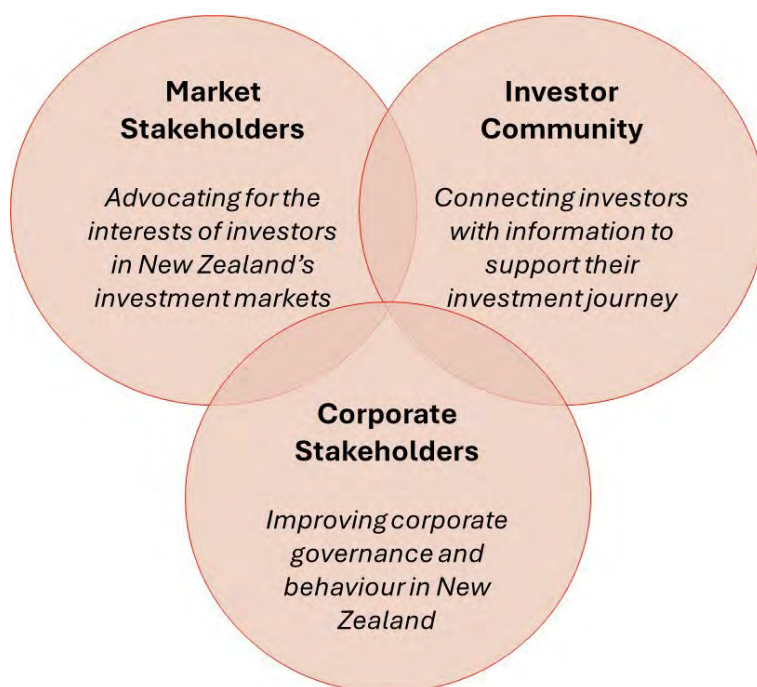 Market
Stakeholders
Advocating for the
interests of investors
in New Zealand's
investment markets
Investor
Community
Connecting investors
with information to
support their
investment journey
Corporate
Stakeholders
Improving corporate
governance and
behaviour in New
Zealand